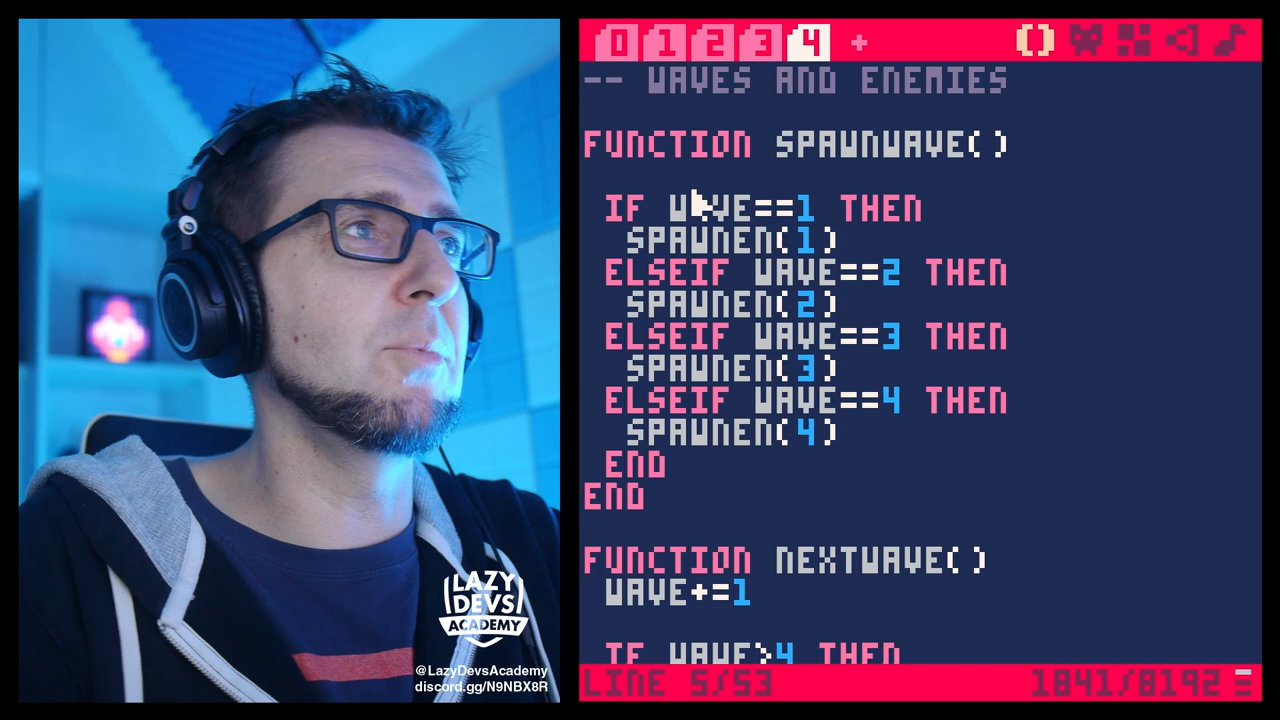 LAZY
DEVS
ACADEMY
@LazyDevsAcademy
discord.gg/N9NBX8R
0 1 2 3 4 +
-- WAVES AND ENEMIES
FUNCTION SPAWNWAVE()
IF WAVE==1 THEN
SPAWNEN(1)
ELSEIF WAVE==2 THEN
SPAWNEN(2)
ELSEIF WAVE==3 THEN
SPAWNEN(3)
ELSEIF WAVE==4 THEN
SPAWNEN(4)
END
END
FUNCTION NEXTWAVE()
WAVE+=1
IF WAVE>4 THEN
LINE 5/53
1841/8192